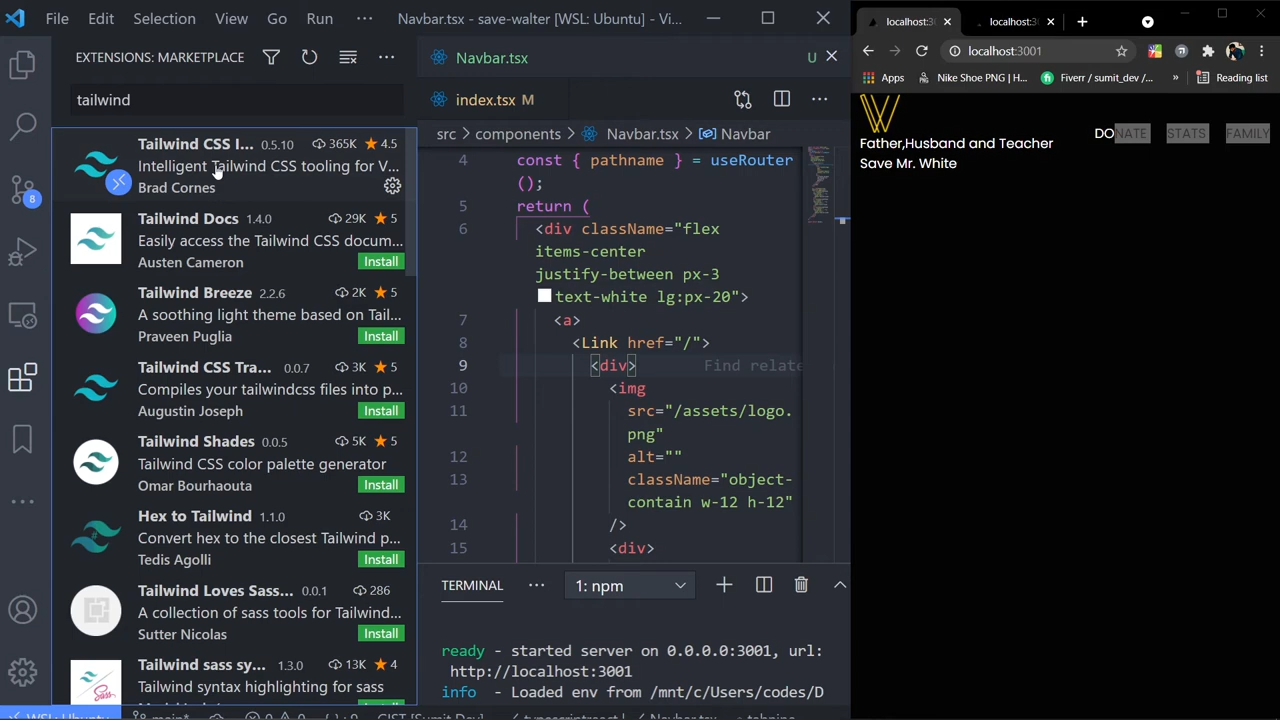 File Edit Selection View Go Run ··· Navbar.tsx - save-walter [WSL: Ubuntu] - Vi...
EXTENSIONS: MARKETPLACE
tailwind
Tailwind CSS I... 0.5.10 365K 4.5
Intelligent Tailwind CSS tooling for V...
Brad Cornes
Tailwind Docs 1.4.0 29K 5
Easily access the Tailwind CSS docum...
Austen Cameron Install
Tailwind Breeze 2.2.6 2K 5
A soothing light theme based on Tail...
Praveen Puglia Install
Tailwind CSS Tra... 0.0.7 3K 5
Compiles your tailwindcss files into p...
Augustin Joseph Install
Tailwind Shades 0.0.5 5K 5
Tailwind CSS color palette generator
Omar Bourhaouta Install
Hex to Tailwind 1.1.0 3K
Convert hex to the closest Tailwind p...
Tedis Agolli Install
Tailwind Loves Sass... 0.0.1 286
A collection of sass tools for Tailwind...
Sutter Nicolas Install
Tailwind sass sy... 1.3.0 13K 4
Tailwind syntax highlighting for sass
8
Navbar.tsx U
index.tsx M
src > components > Navbar.tsx > Navbar
4 const { pathname } = useRouter
();
5 return (
6 <div className="flex
items-center
justify-between px-3
text-white lg:px-20">
7 <a>
8 <Link href="/">
9 <div> Find relate
10 <img
11 src="/assets/logo.
png"
12 alt=""
13 className="object-
contain w-12 h-12"
14 />
15 <div>
TERMINAL ··· 1: npm
ready - started server on 0.0.0.0:3001, url:
http://localhost:3001
info - Loaded env from /mnt/c/Users/codes/D
WSL: Ubuntu main*
localhost:3 localhost:3
localhost:3001
Apps Nike Shoe PNG | H... Fiverr / sumit_dev /... » Reading list
DONATE STATS FAMILY
Father,Husband and Teacher
Save Mr. White